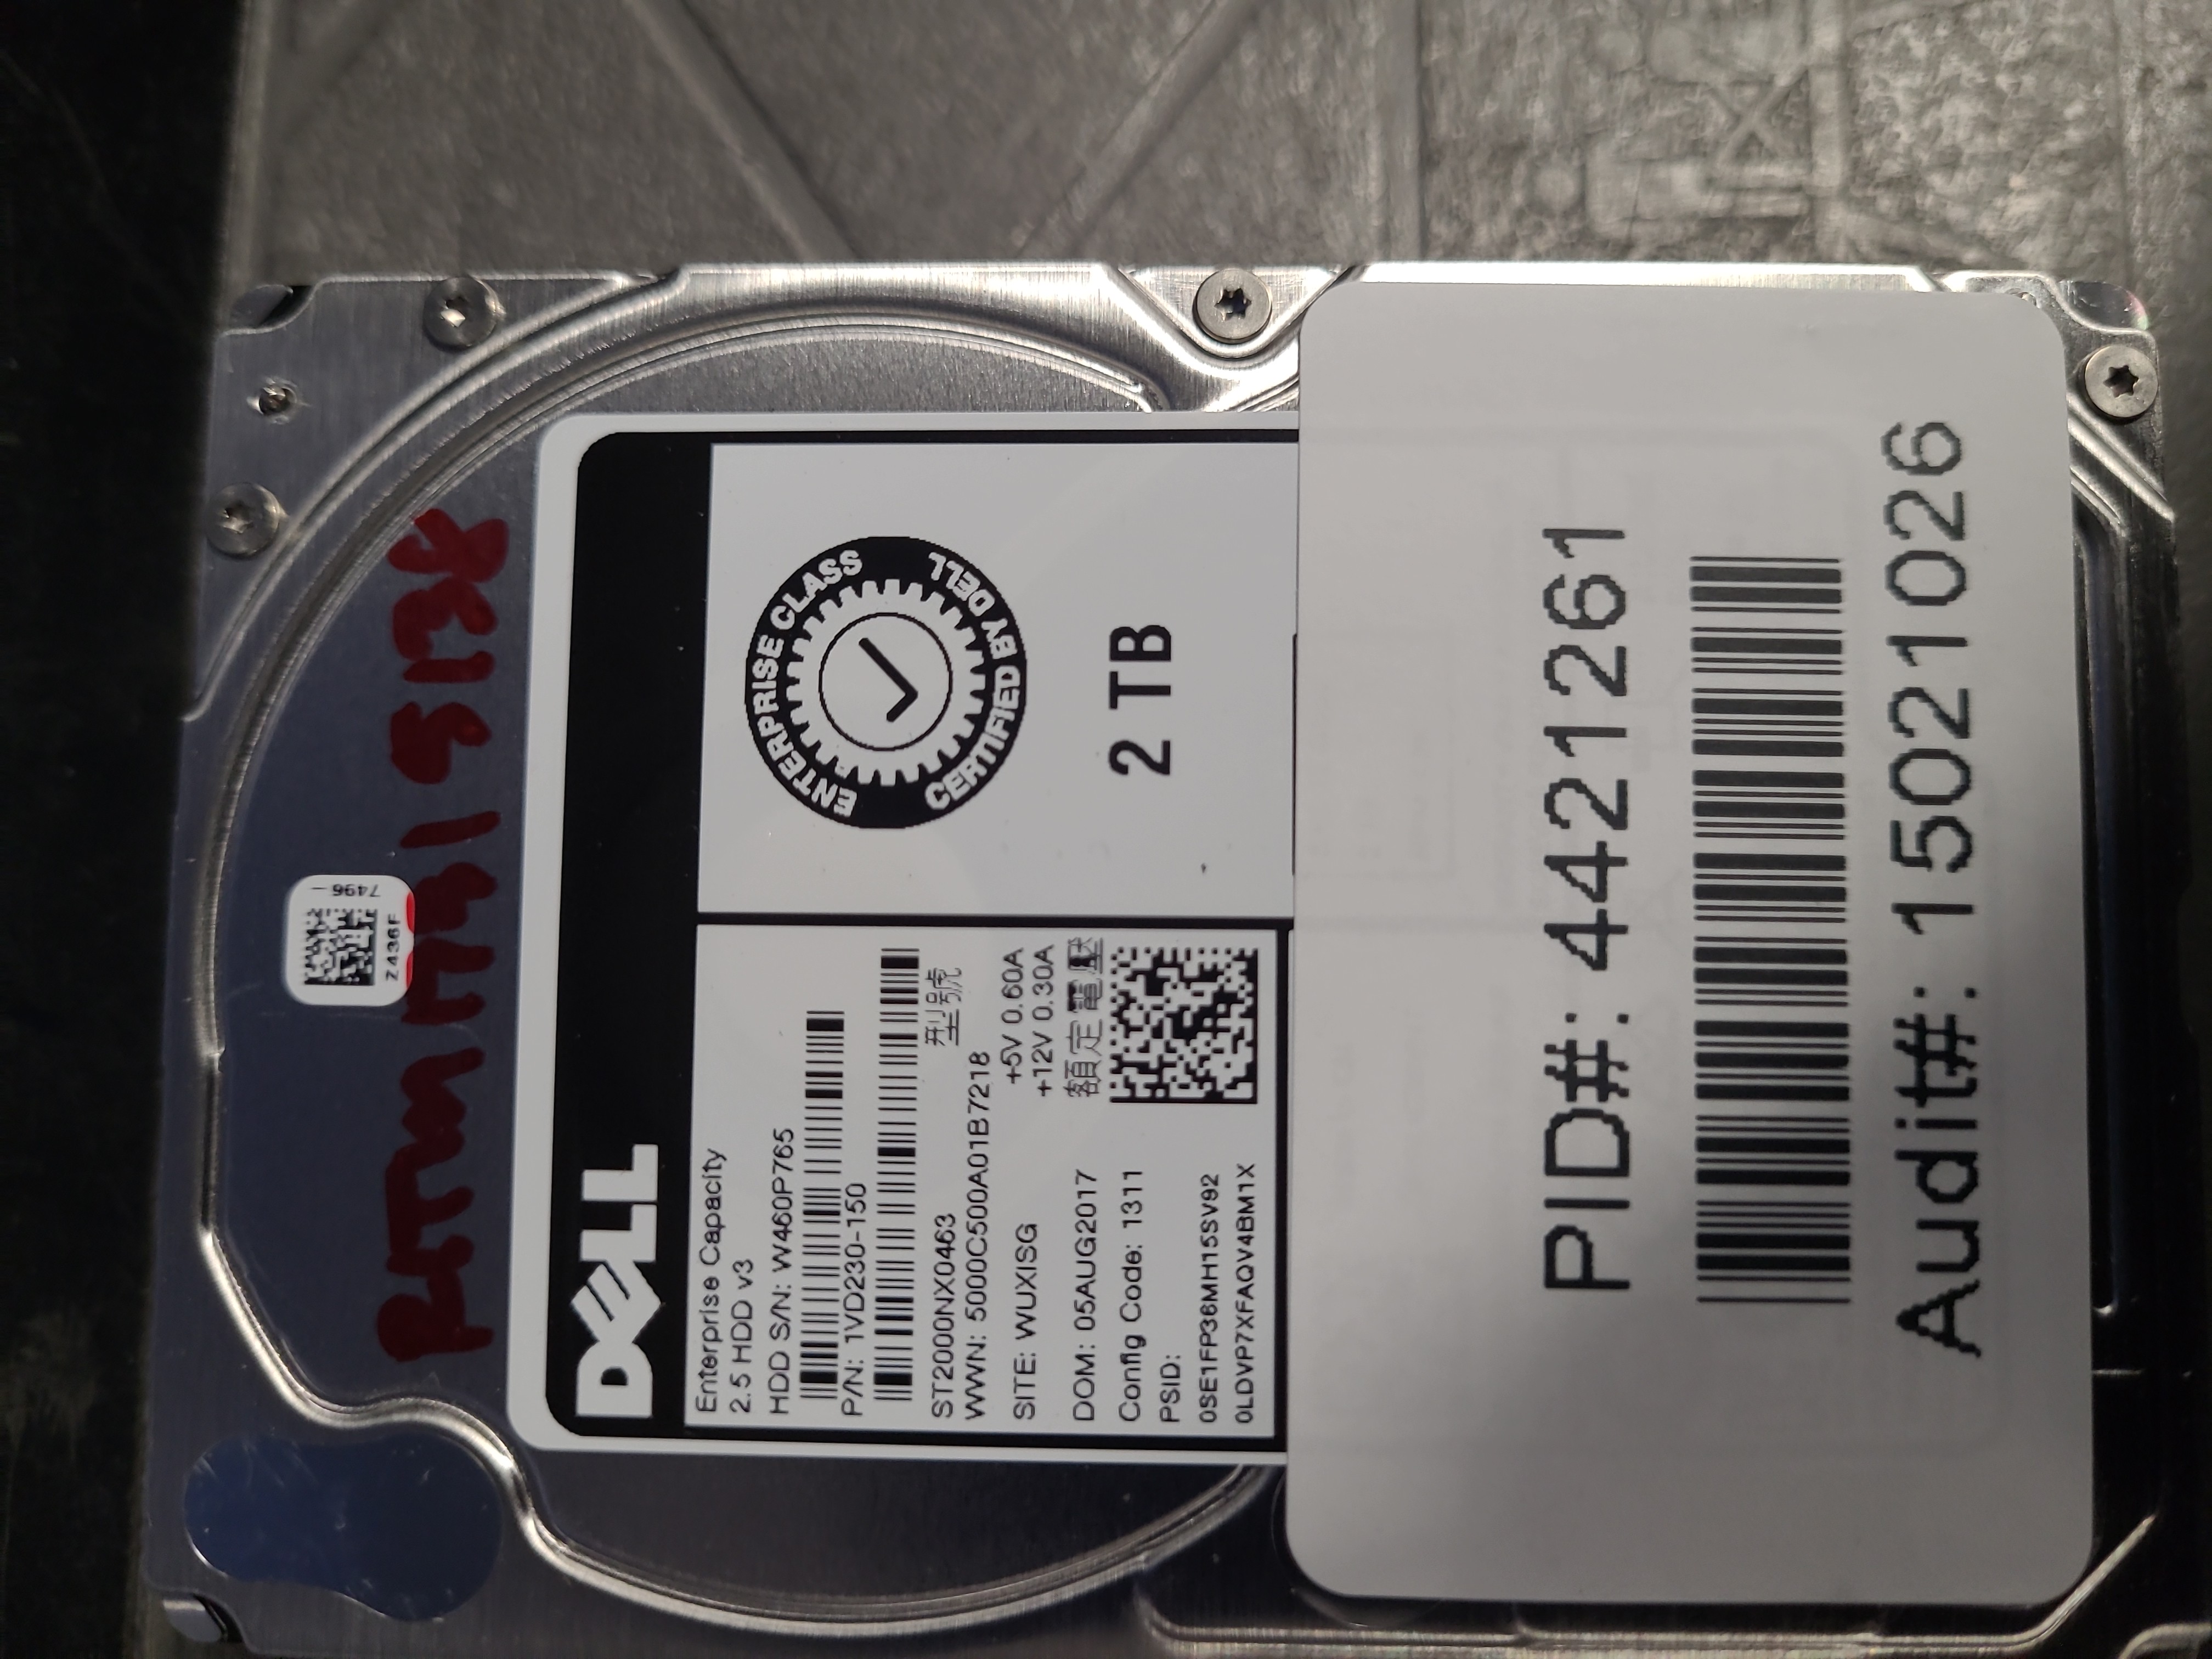 7496-
Z436F
RITM17315138
DELL
Enterprise Capacity
2.5 HDD v3
HDD S/N: W460P765
P/N: 1VD230-150
ST2000NX0463 型號
WWN: 5000C500A01B7218
SITE: WUXISG
+5V 0.60A
+12V 0.30A
DOM: 05AUG2017
額定電壓
Config Code: 1311
PSID:
0SE1FP36MH15SV92
0LDVP7XFAQV4BM1X
ENTERPRISE CLASS
CERTIFIED BY DELL
2 TB
PID#: 4421261
Audit#: 15021026